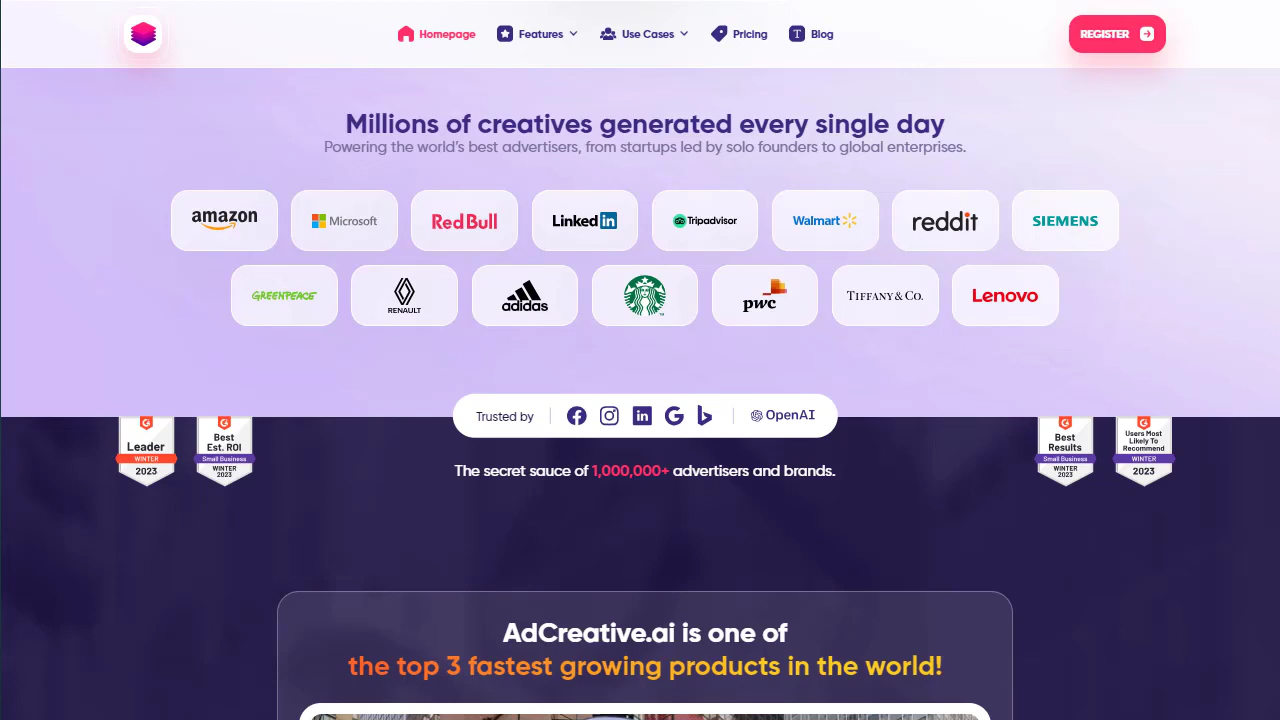 Homepage
Features
Use Cases
Pricing
T Blog
REGISTER
Millions of creatives generated every single day
Powering the world's best advertisers, from startups led by solo founders to global enterprises.
amazon
Microsoft
Red Bull
Linked in
Tripadvisor
Walmart
reddit
SIEMENS
GREENPEACE
RENAULT
adidas
pwc
TIFFANY & CO.
Lenovo
Trusted by
in
OpenAI
Leader
WINTER
2023
Best
Est. ROI
Small Business
WINTER
2023
The secret sauce of 1,000,000+ advertisers and brands.
Best
Results
Small Business
WINTER
2023
Users Most
Likely To
Recommend
WINTER
2023
AdCreative.ai is one of
the top 3 fastest growing products in the world!